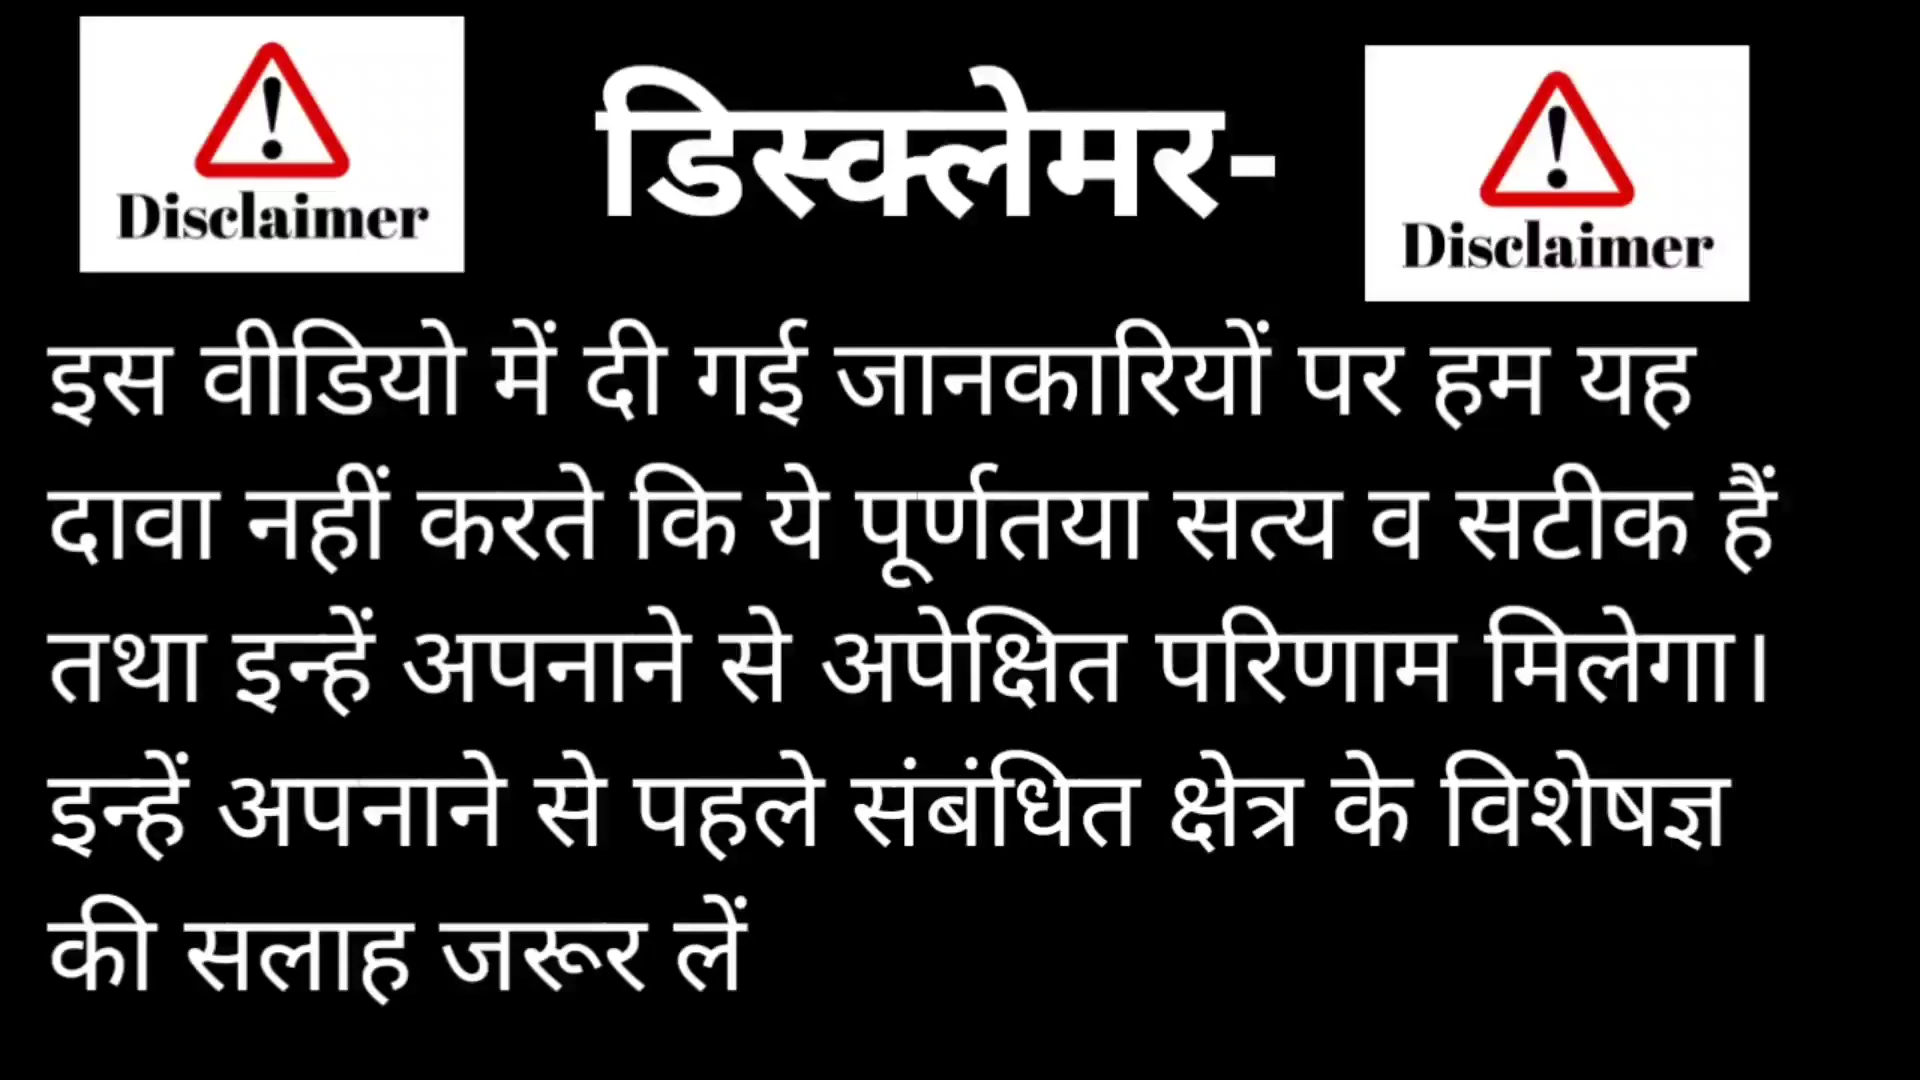 Disclaimer
डिस्क्लेमर-
Disclaimer
इस वीडियो में दी गई जानकारियों पर हम यह
दावा नहीं करते कि ये पूर्णतया सत्य व सटीक हैं
तथा इन्हें अपनाने से अपेक्षित परिणाम मिलेगा।
इन्हें अपनाने से पहले संबंधित क्षेत्र के विशेषज्ञ
की सलाह जरूर लें